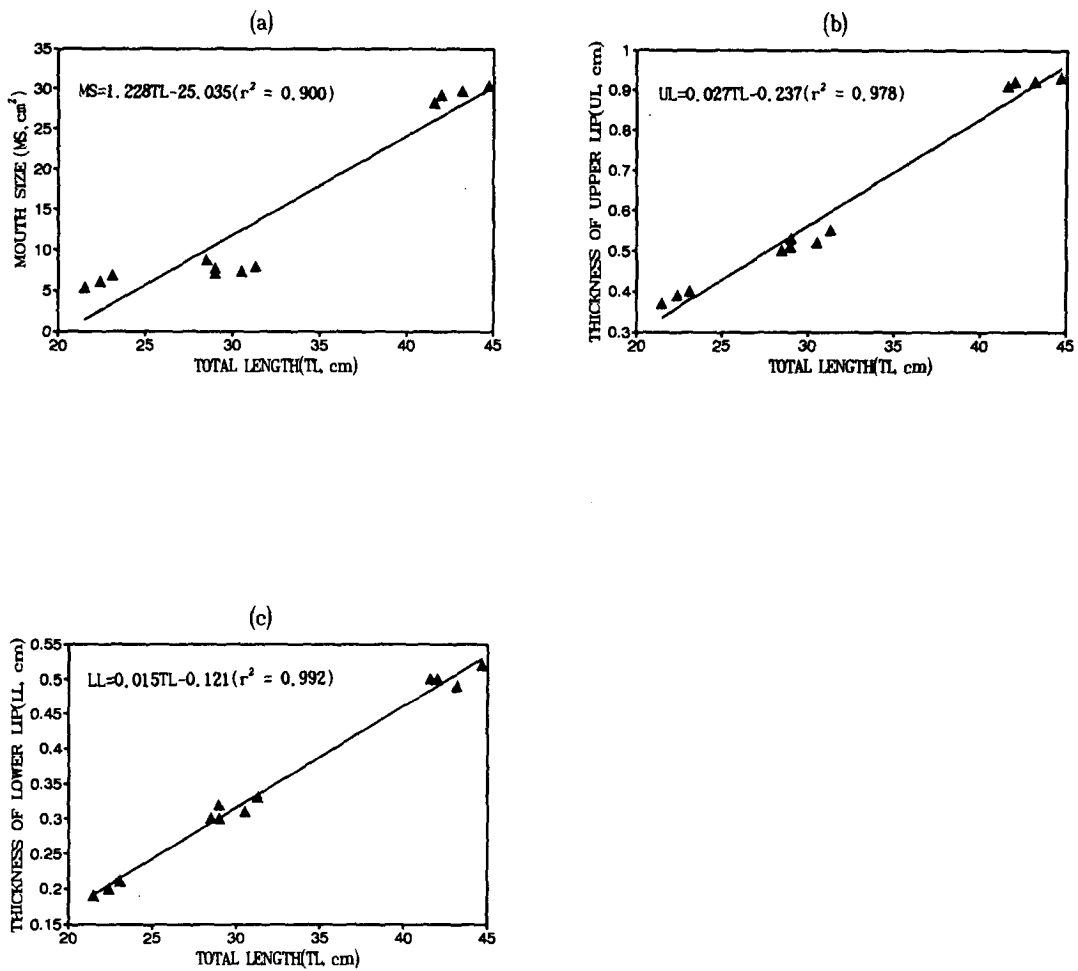 (a)
MS=1.228TL-25.035(r² = 0.900)
MOUTH SIZE (MS, cm²)
35
30
25
20
15
10
5
0
20 25 30 35 40 45
TOTAL LENGTH(TL, cm)
(b)
UL=0.027TL-0.237(r² = 0.978)
THICKNESS OF UPPER LIP(UL, cm)
1
0.9
0.8
0.7
0.6
0.5
0.4
0.3
20 25 30 35 40 45
TOTAL LENGTH(TL, cm)
(c)
LL=0.015TL-0.121(r² = 0.992)
THICKNESS OF LOWER LIP(LL, cm)
0.55
0.5
0.45
0.4
0.35
0.3
0.25
0.2
0.15
20 25 30 35 40 45
TOTAL LENGTH(TL, cm)